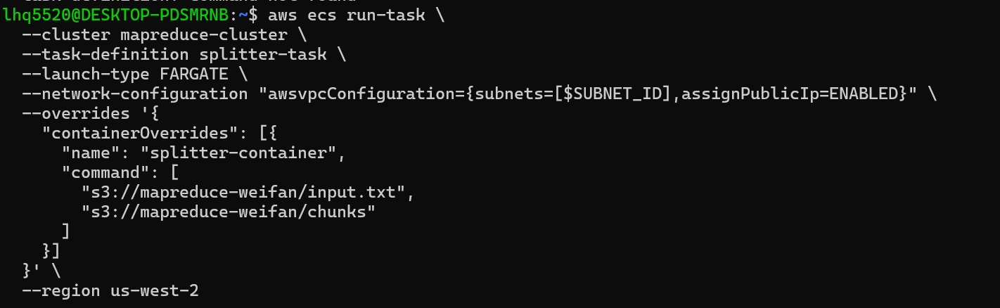 lhq5520@DESKTOP-PDSMRNB:~$ aws ecs run-task \
  --cluster mapreduce-cluster \
  --task-definition splitter-task \
  --launch-type FARGATE \
  --network-configuration "awsvpcConfiguration={subnets=[$SUBNET_ID],assignPublicIp=ENABLED}" \
  --overrides '{
    "containerOverrides": [{
      "name": "splitter-container",
      "command": [
        "s3://mapreduce-weifan/input.txt",
        "s3://mapreduce-weifan/chunks"
      ]
    }]
  }' \
  --region us-west-2